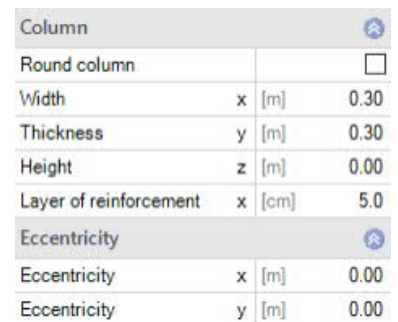 Column
Round column
Width x [m] 0.30
Thickness y [m] 0.30
Height z [m] 0.00
Layer of reinforcement x [cm] 5.0
Eccentricity
Eccentricity x [m] 0.00
Eccentricity y [m] 0.00